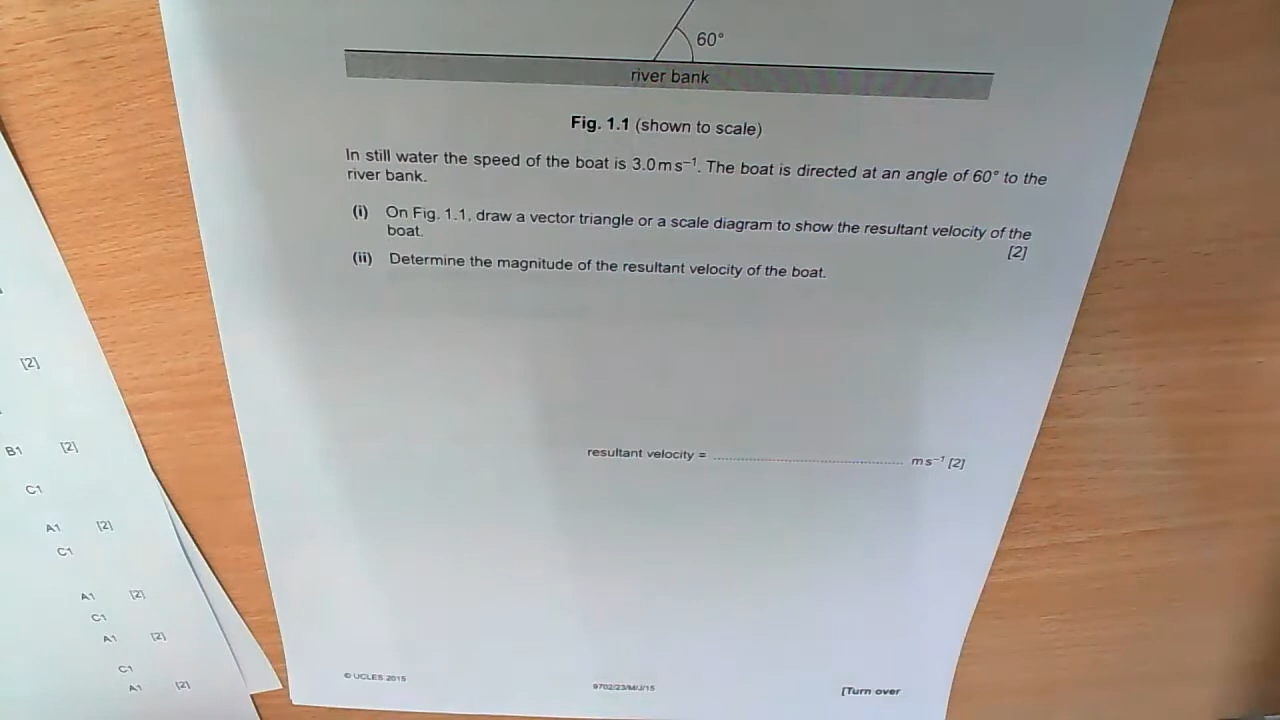 60°
river bank
Fig. 1.1 (shown to scale)
In still water the speed of the boat is 3.0 m s⁻¹. The boat is directed at an angle of 60° to the
river bank.
(i) On Fig. 1.1, draw a vector triangle or a scale diagram to show the resultant velocity of the
boat. [2]
(ii) Determine the magnitude of the resultant velocity of the boat.
resultant velocity = ........................................................ m s⁻¹ [2]
© UCLES 2015
9702/23/M/J/15
[Turn over
[2]
B1 [2]
C1
A1 [2]
C1
A1 [2]
C1
A1 [2]
C1
A1 [2]